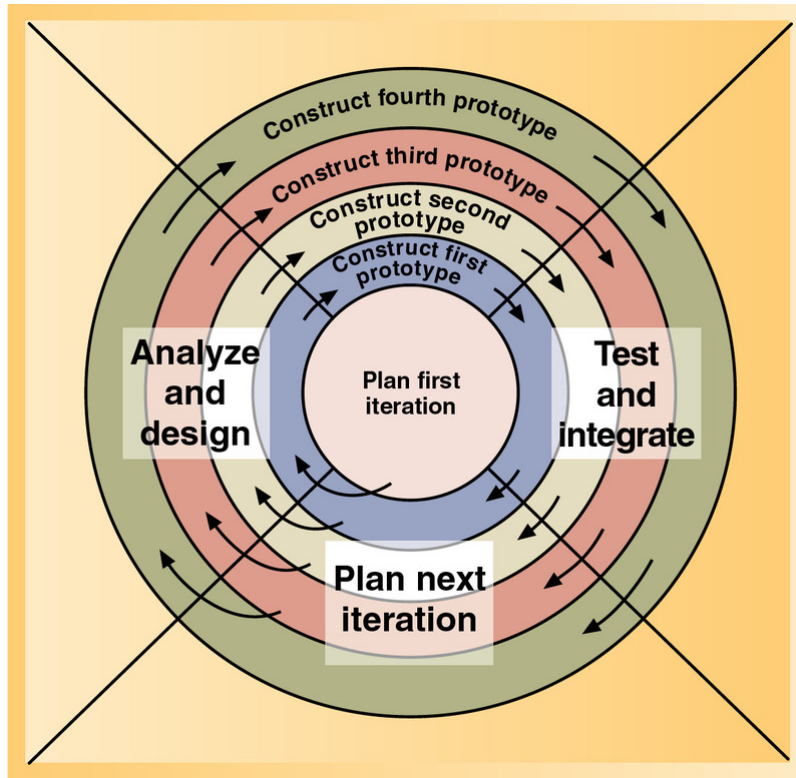 Construct fourth prototype
Construct third prototype
Construct second
prototype
Construct first
prototype
Analyze
and
design
Plan first
iteration
Test
and
integrate
Plan next
iteration